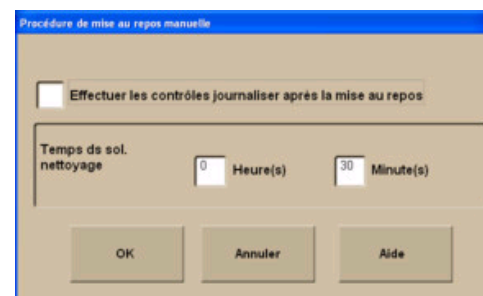 Procédure de mise au repos manuelle
Effectuer les contrôles journaliser après la mise au repos
Temps ds sol.
nettoyage
0 Heure(s) 30 Minute(s)
OK Annuler Aide